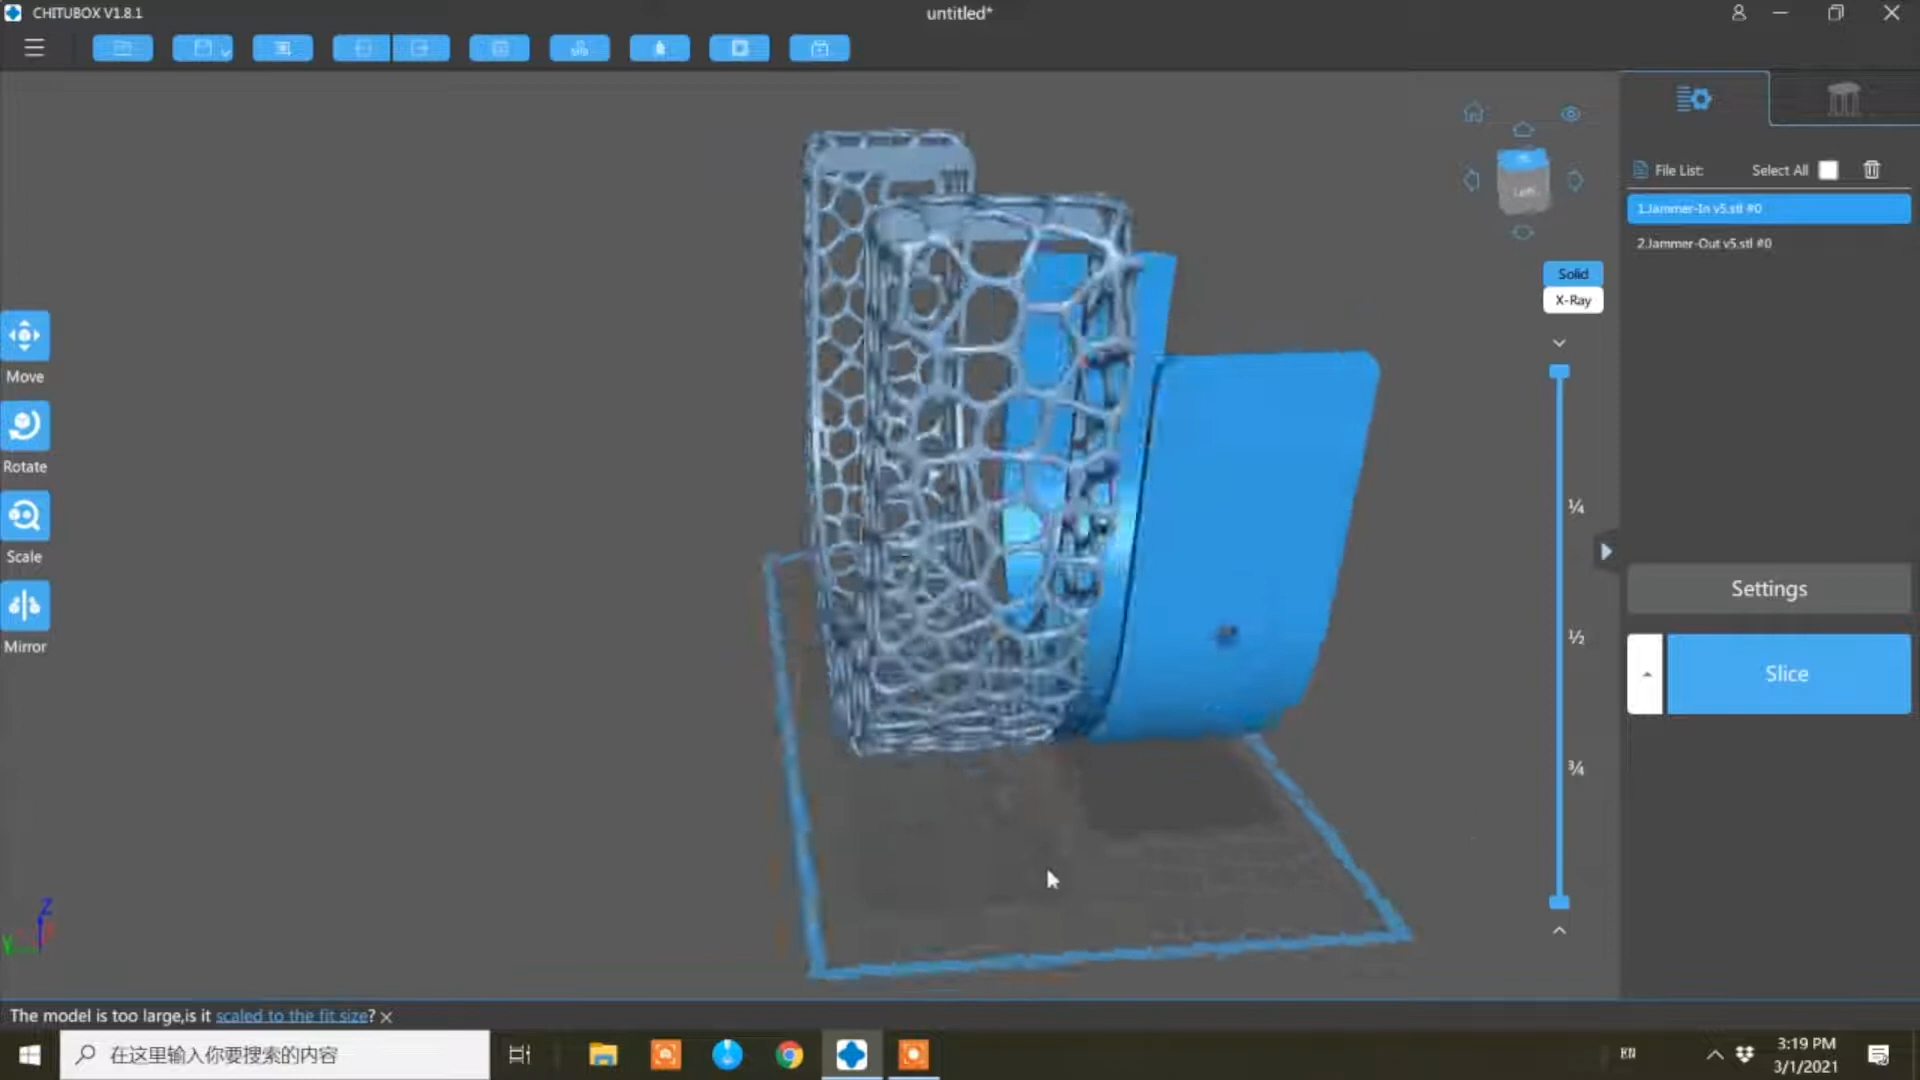 CHITUBOX V1.8.1
untitled*
File List:
Select All
1.Jammer-In v5.stl #0
2.Jammer-Out v5.stl #0
Left
Solid
X-Ray
Move
Rotate
Scale
Mirror
¼
½
¾
Settings
Slice
Z
Y
The model is too large,is it scaled to the fit size?
在这里输入你要搜索的内容
EN
3:19 PM
3/1/2021